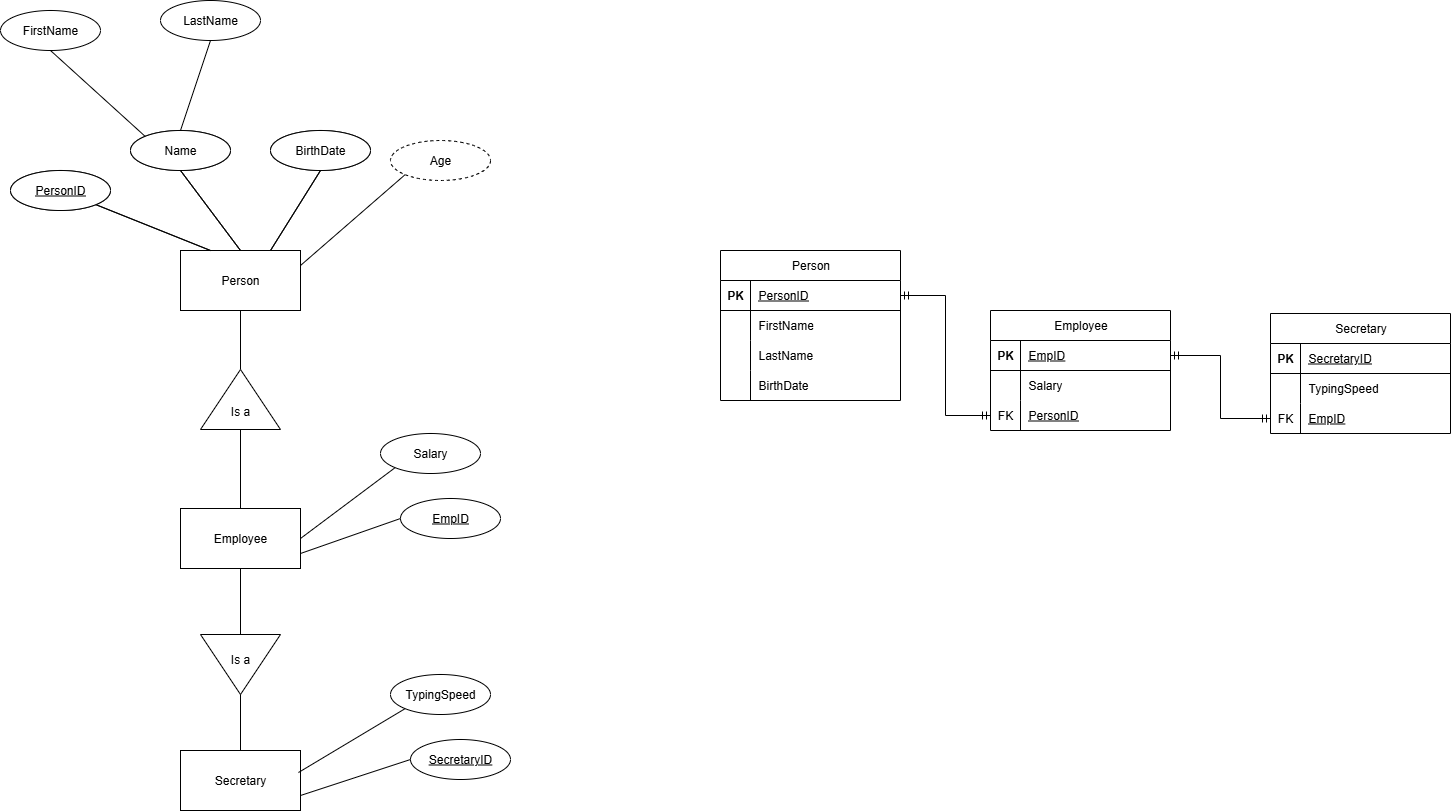 FirstName
LastName
Name
BirthDate
Age
PersonID
Person
Is a
Salary
EmpID
Employee
Is a
TypingSpeed
SecretaryID
Secretary
Person
PK PersonID
FirstName
LastName
BirthDate
Employee
PK EmpID
Salary
FK PersonID
Secretary
PK SecretaryID
TypingSpeed
FK EmpID